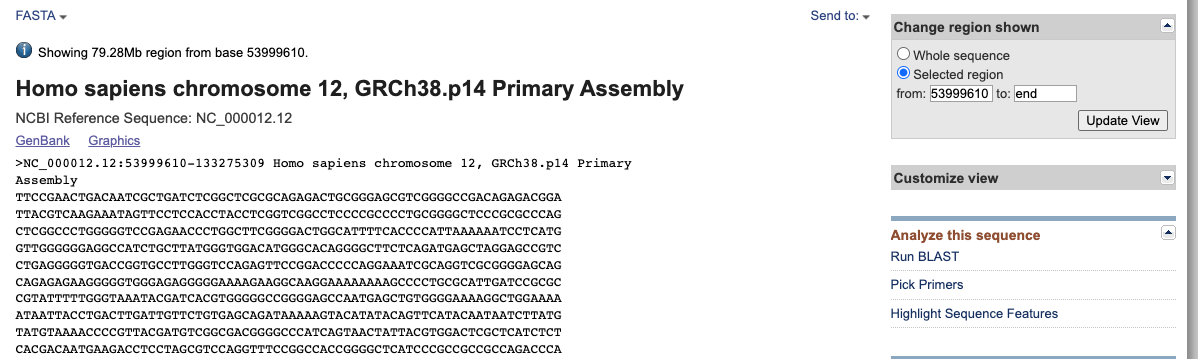 FASTA
Send to:
Showing 79.28Mb region from base 53999610.
Homo sapiens chromosome 12, GRCh38.p14 Primary Assembly
NCBI Reference Sequence: NC_000012.12
GenBank Graphics
>NC_000012.12:53999610-133275309 Homo sapiens chromosome 12, GRCh38.p14 Primary
Assembly
TTCCGAACTGACAATCGCTGATCTCGGCTCGCGCAGAGACTGCGGGAGCGTCGGGGCCGACAGAGACGGA
TTACGTCAAGAAATAGTTCCTCCACCTACCTCGGTCGGCCTCCCCGCCCCTGCGGGGCTCCCGCGCCCAG
CTCGGCCCTGGGGGTCCGAGAACCCTGGCTTCGGGGACTGGCATTTTCACCCCATTAAAAAATCCTCATG
GTTGGGGGGAGGCCATCTGCTTATGGGTGGACATGGGCACAGGGGCTTCTCAGATGAGCTAGGAGCCGTC
CTGAGGGGGTGACCGGTGCCTTGGGTCCAGAGTTCCGGACCCCCAGGAAATCGCAGGTCGCGGGGAGCAG
CAGAGAGAAGGGGGTGGGAGAGGGGGAAAAGAAGGCAAGGAAAAAAAAGCCCCTGCGCATTGATCCGCGC
CGTATTTTTGGGTAAATACGATCACGTGGGGGCCGGGGAGCCAATGAGCTGTGGGGAAAAGGCTGGAAAA
ATAATTACCTGACTTGATTGTTCTGTGAGCAGATAAAAAGTACATATACAGTTCATACAATAATCTTATG
TATGTAAAACCCCGTTACGATGTCGGCGACGGGGCCCATCAGTAACTATTACGTGGACTCGCTCATCTCT
CACGACAATGAAGACCTCCTAGCGTCCAGGTTTCCGGCCACCGGGGCTCATCCCGCCGCCGCCAGACCCA
Change region shown
Whole sequence
Selected region
from: 53999610 to: end
Update View
Customize view
Analyze this sequence
Run BLAST
Pick Primers
Highlight Sequence Features